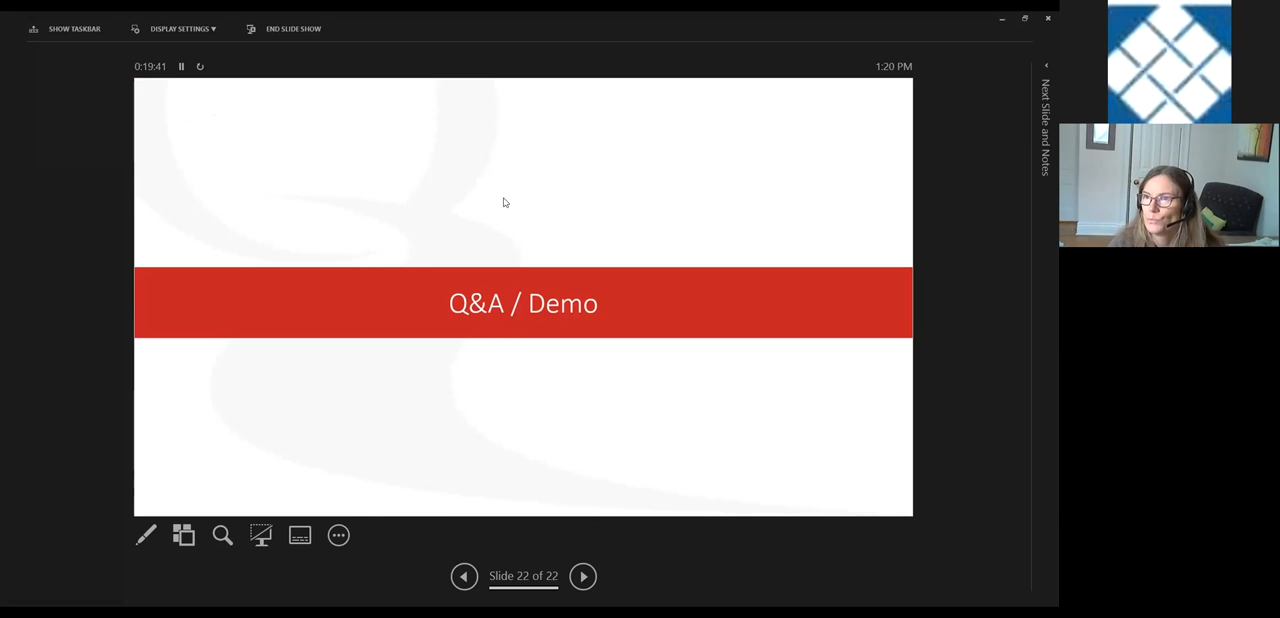 SHOW TASKBAR
DISPLAY SETTINGS ▼
END SLIDE SHOW
0:19:41
1:20 PM
Next Slide and Notes
Q&A / Demo
Slide 22 of 22